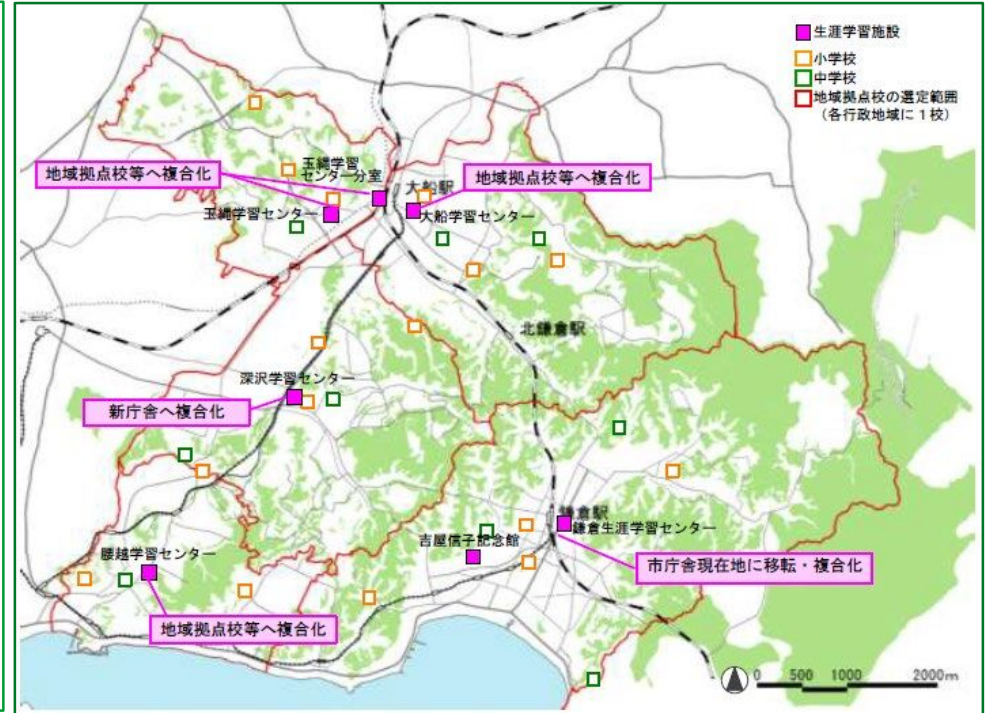 生涯学習施設
小学校
中学校
地域拠点校の選定範囲
（各行政地域に１校）
地域拠点校等へ複合化
玉縄学習
センター分室
大船駅
地域拠点校等へ複合化
玉縄学習センター
大船学習センター
北鎌倉駅
深沢学習センター
新庁舎へ複合化
鎌倉駅
鎌倉生涯学習センター
吉屋信子記念館
腰越学習センター
市庁舎現在地に移転・複合化
地域拠点校等へ複合化
0 500 1000 2000m